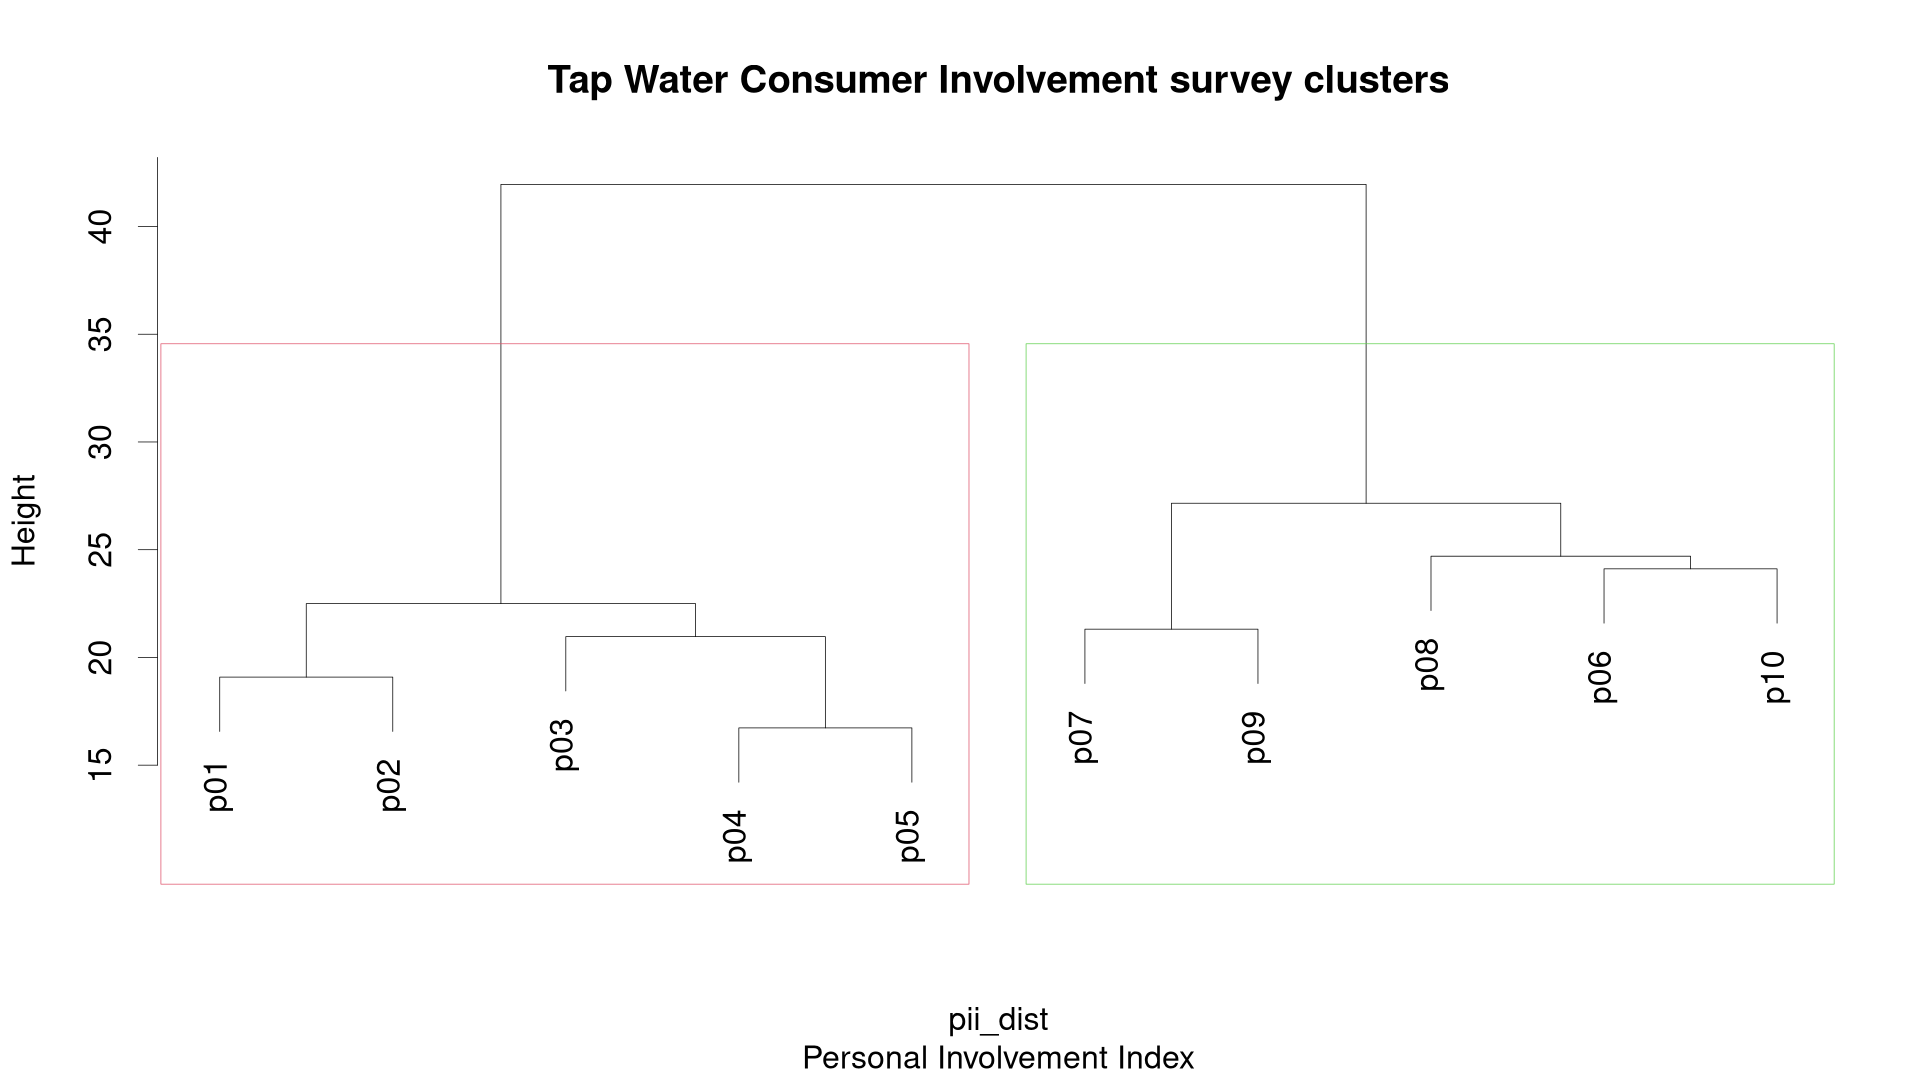 Tap Water Consumer Involvement survey clusters
Height
40
35
30
25
20
15
p01
p02
p03
p04
p05
p07
p09
p08
p06
p10
pii_dist
Personal Involvement Index